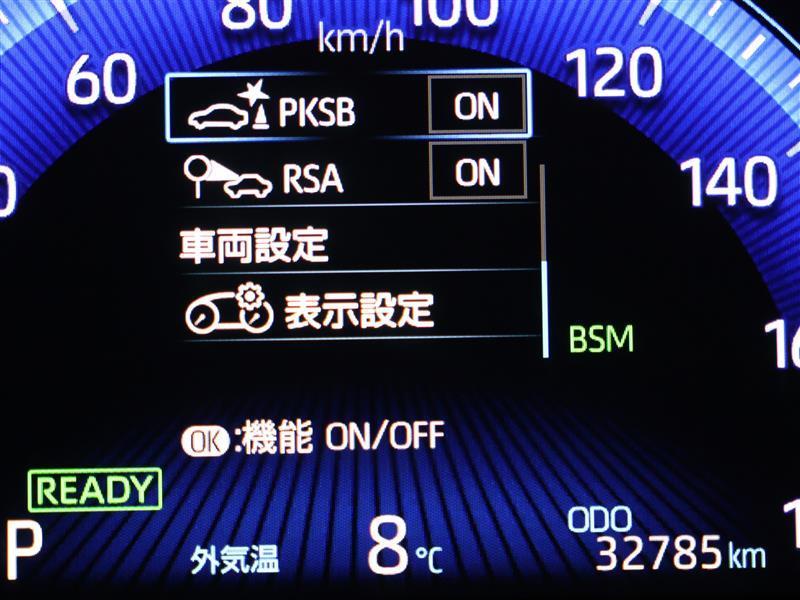 80
100
km/h
60
120
PKSB ON
RSA ON
140
車両設定
表示設定
BSM
OK:機能 ON/OFF
READY
P
外気温 8℃
ODO
32785km